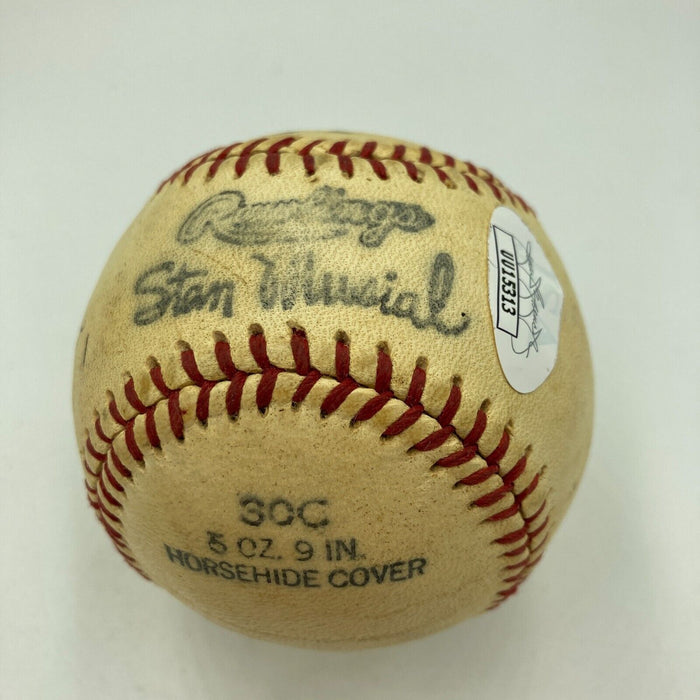 Rawlings
Stan Musial
UU15313
30C
5 OZ. 9 IN.
HORSEHIDE COVER